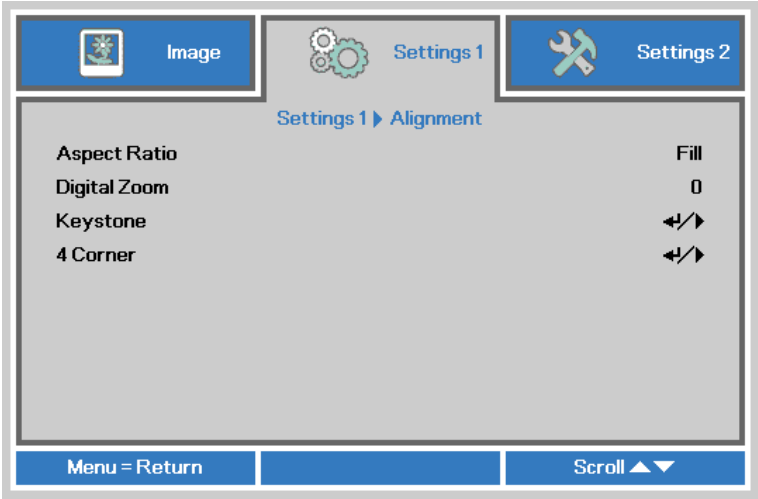 Image
Settings 1
Settings 2
Settings 1 ▶ Alignment
Aspect Ratio Fill
Digital Zoom 0
Keystone ↵/▶
4 Corner ↵/▶
Menu = Return
Scroll ▲▼